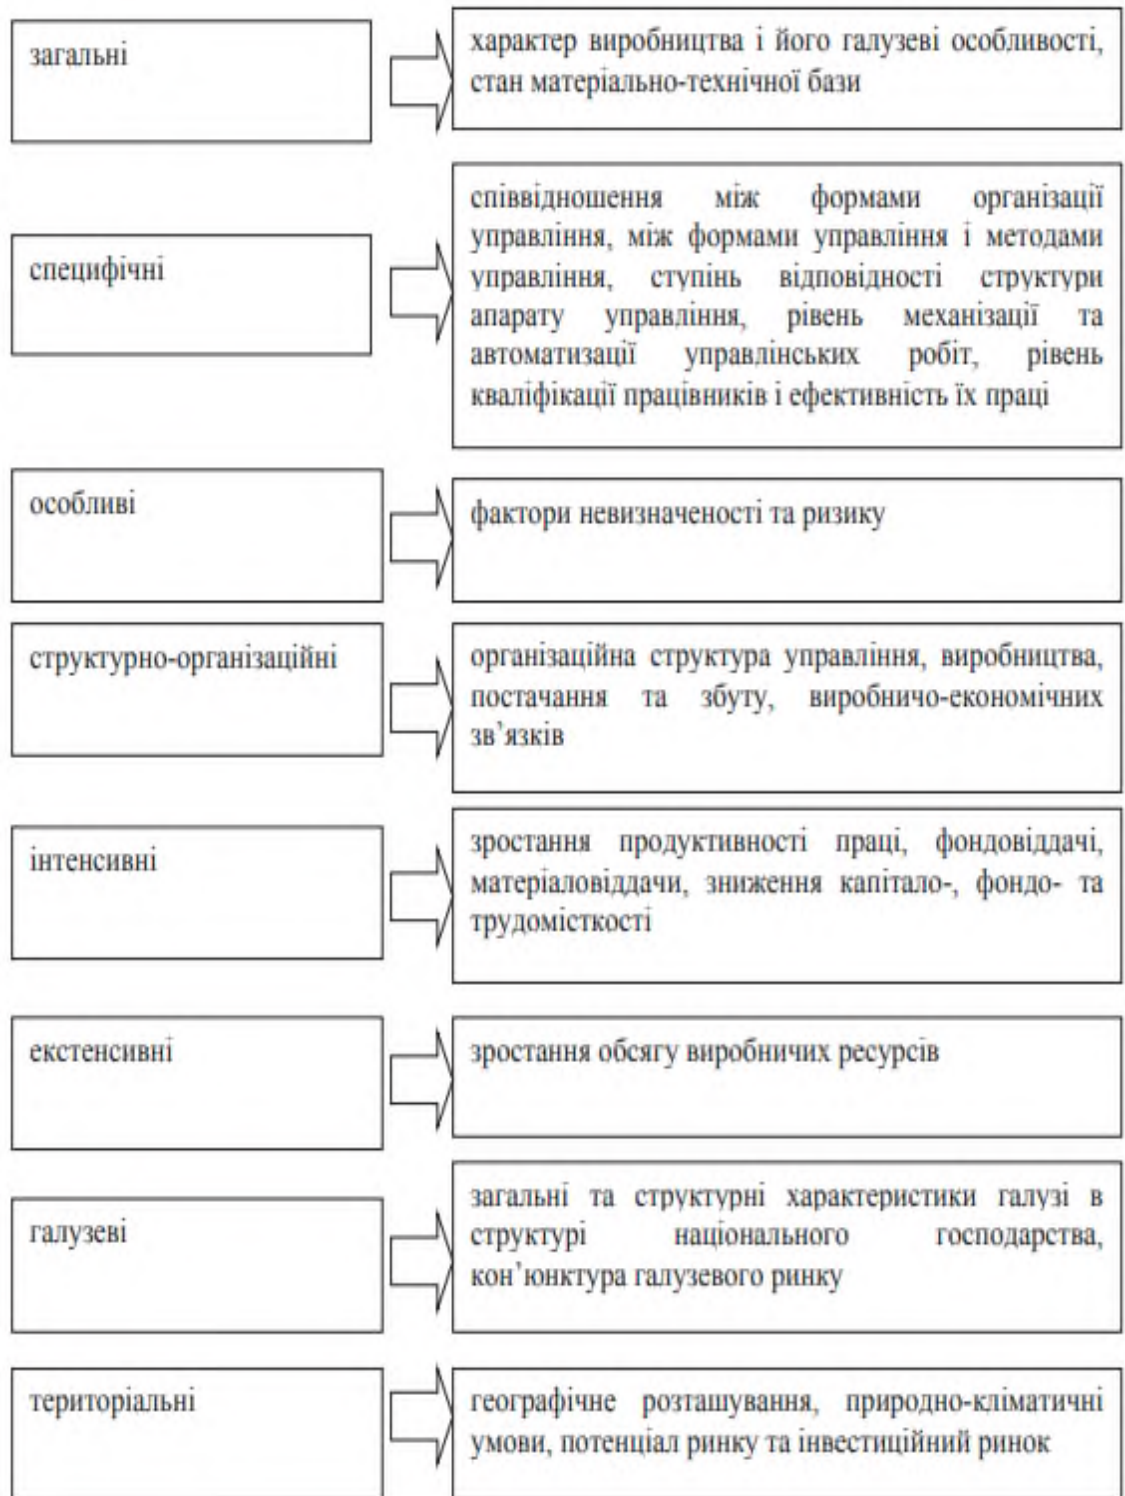 загальні
характер виробництва і його галузеві особливості,
стан матеріально-технічної бази
специфічні
співвідношення між формами організації
управління, між формами управління і методами
управління, ступінь відповідності структури
апарату управління, рівень механізації та
автоматизації управлінських робіт, рівень
кваліфікації працівників і ефективність їх праці
особливі
фактори невизначеності та ризику
структурно-організаційні
організаційна структура управління, виробництва,
постачання та збуту, виробничо-економічних
зв’язків
інтенсивні
зростання продуктивності праці, фондовіддачі,
матеріаловіддачи, зниження капітало-, фондо- та
трудомісткості
екстенсивні
зростання обсягу виробничих ресурсів
галузеві
загальні та структурні характеристики галузі в
структурі національного господарства,
кон’юнктура галузевого ринку
територіальні
географічне розташування, природно-кліматичні
умови, потенціал ринку та інвестиційний ринок